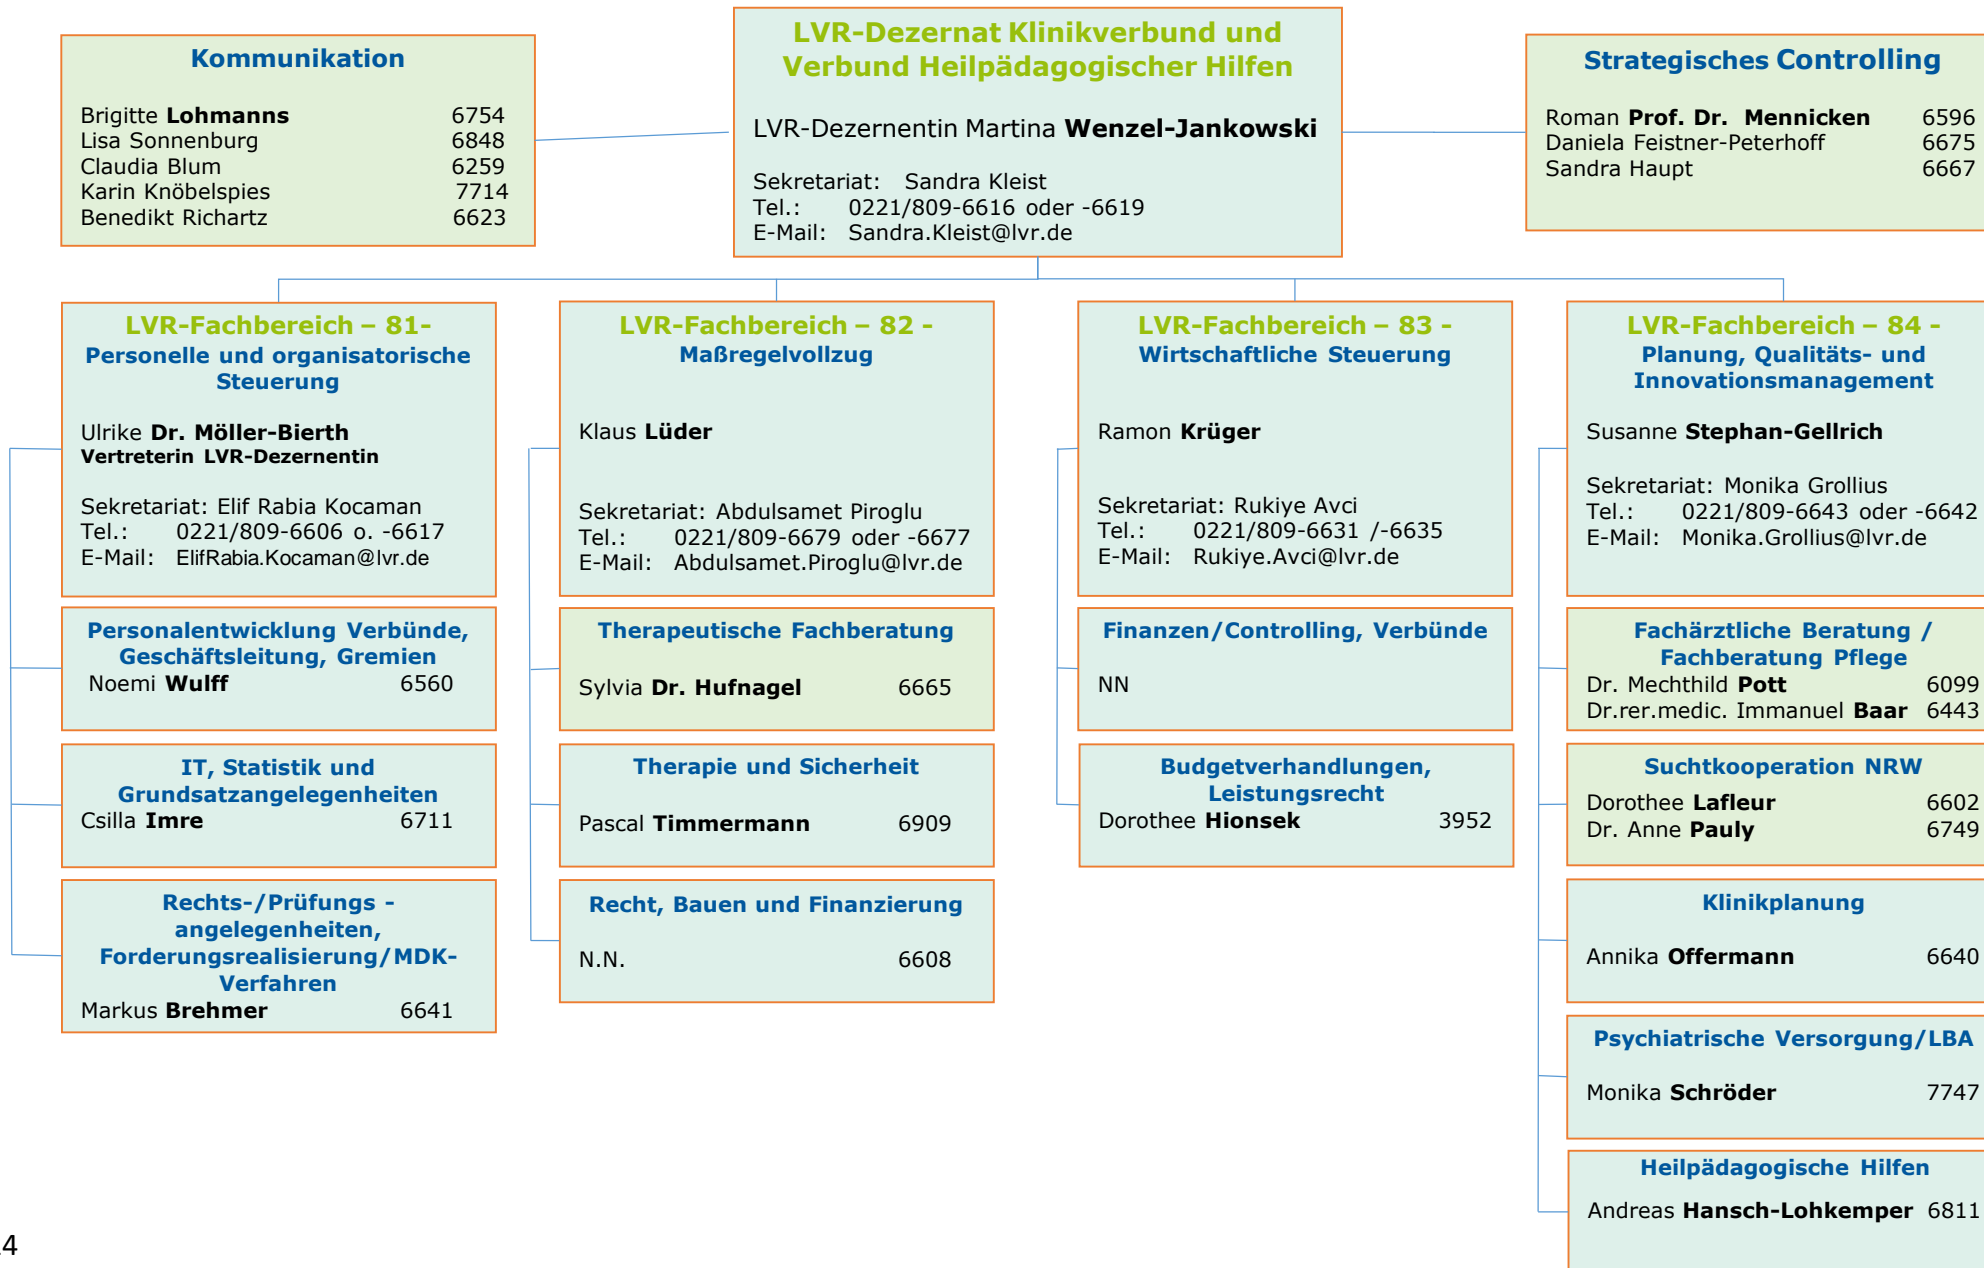 Kommunikation
Brigitte Lohmanns 6754
Lisa Sonnenburg 6848
Claudia Blum 6259
Karin Knöbelspies 7714
Benedikt Richartz 6623
LVR-Dezernat Klinikverbund und
Verbund Heilpädagogischer Hilfen
LVR-Dezernentin Martina Wenzel-Jankowski
Sekretariat: Sandra Kleist
Tel.: 0221/809-6616 oder -6619
E-Mail: Sandra.Kleist@lvr.de
Strategisches Controlling
Roman Prof. Dr. Mennicken 6596
Daniela Feistner-Peterhoff 6675
Sandra Haupt 6667
LVR-Fachbereich – 81-
Personelle und organisatorische
Steuerung
Ulrike Dr. Möller-Bierth
Vertreterin LVR-Dezernentin
Sekretariat: Elif Rabia Kocaman
Tel.: 0221/809-6606 o. -6617
E-Mail: ElifRabia.Kocaman@lvr.de
Personalentwicklung Verbünde,
Geschäftsleitung, Gremien
Noemi Wulff 6560
IT, Statistik und
Grundsatzangelegenheiten
Csilla Imre 6711
Rechts-/Prüfungs -
angelegenheiten,
Forderungsrealisierung/MDK-
Verfahren
Markus Brehmer 6641
LVR-Fachbereich – 82 -
Maßregelvollzug
Klaus Lüder
Sekretariat: Abdulsamet Piroglu
Tel.: 0221/809-6679 oder -6677
E-Mail: Abdulsamet.Piroglu@lvr.de
Therapeutische Fachberatung
Sylvia Dr. Hufnagel 6665
Therapie und Sicherheit
Pascal Timmermann 6909
Recht, Bauen und Finanzierung
N.N. 6608
LVR-Fachbereich – 83 -
Wirtschaftliche Steuerung
Ramon Krüger
Sekretariat: Rukiye Avci
Tel.: 0221/809-6631 /-6635
E-Mail: Rukiye.Avci@lvr.de
Finanzen/Controlling, Verbünde
NN
Budgetverhandlungen,
Leistungsrecht
Dorothee Hionsek 3952
LVR-Fachbereich – 84 -
Planung, Qualitäts- und
Innovationsmanagement
Susanne Stephan-Gellrich
Sekretariat: Monika Grollius
Tel.: 0221/809-6643 oder -6642
E-Mail: Monika.Grollius@lvr.de
Fachärztliche Beratung /
Fachberatung Pflege
Dr. Mechthild Pott 6099
Dr.rer.medic. Immanuel Baar 6443
Suchtkooperation NRW
Dorothee Lafleur 6602
Dr. Anne Pauly 6749
Klinikplanung
Annika Offermann 6640
Psychiatrische Versorgung/LBA
Monika Schröder 7747
Heilpädagogische Hilfen
Andreas Hansch-Lohkemper 6811